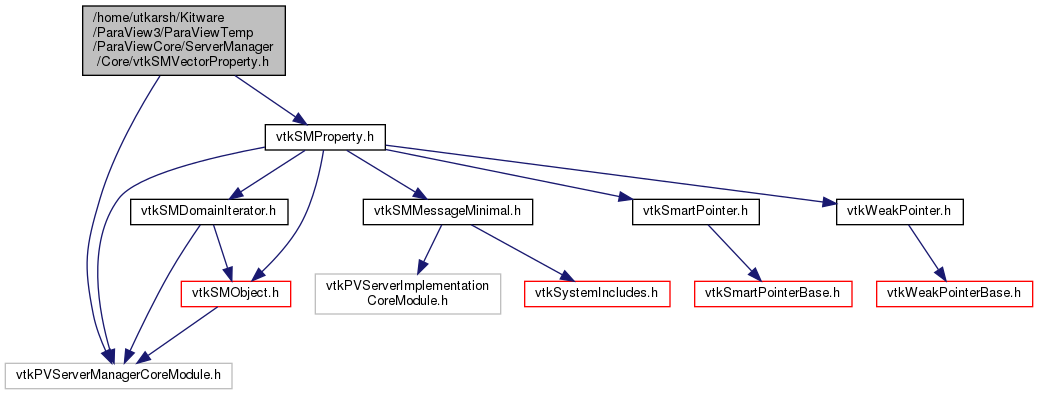 /home/utkarsh/Kitware
/ParaView3/ParaViewTemp
/ParaViewCore/ServerManager
/Core/vtkSMVectorProperty.h
vtkSMProperty.h
vtkSMDomainIterator.h
vtkSMMessageMinimal.h
vtkSmartPointer.h
vtkWeakPointer.h
vtkSMObject.h
vtkPVServerImplementation
CoreModule.h
vtkSystemIncludes.h
vtkSmartPointerBase.h
vtkWeakPointerBase.h
vtkPVServerManagerCoreModule.h